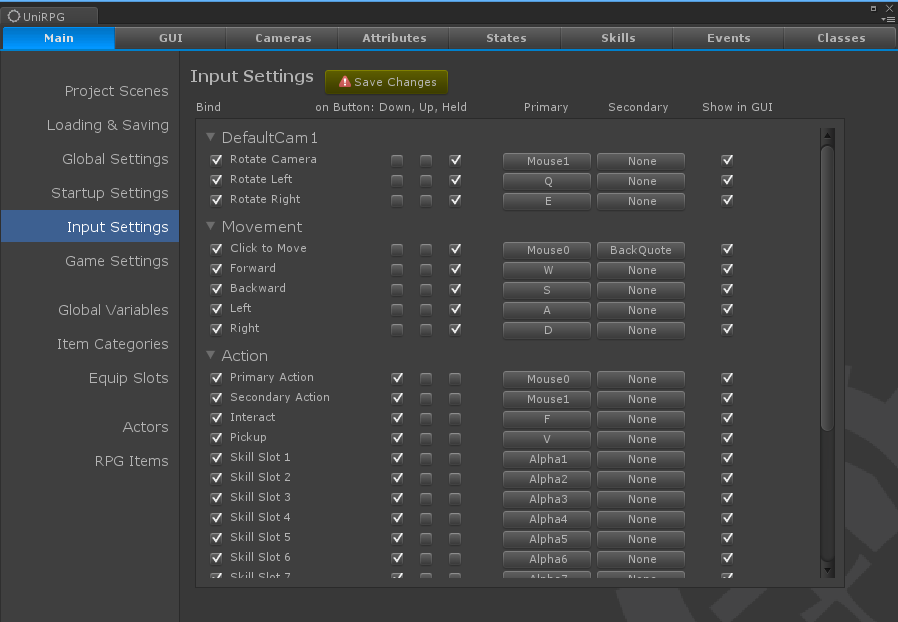 UniRPG
Main GUI Cameras Attributes States Skills Events Classes
Project Scenes
Loading & Saving
Global Settings
Startup Settings
Input Settings
Game Settings
Global Variables
Item Categories
Equip Slots
Actors
RPG Items
Input Settings Save Changes
Bind on Button: Down, Up, Held Primary Secondary Show in GUI
DefaultCam1
Rotate Camera Mouse1 None
Rotate Left Q None
Rotate Right E None
Movement
Click to Move Mouse0 BackQuote
Forward W None
Backward S None
Left A None
Right D None
Action
Primary Action Mouse0 None
Secondary Action Mouse1 None
Interact F None
Pickup V None
Skill Slot 1 Alpha1 None
Skill Slot 2 Alpha2 None
Skill Slot 3 Alpha3 None
Skill Slot 4 Alpha4 None
Skill Slot 5 Alpha5 None
Skill Slot 6 Alpha6 None
Skill Slot 7 Alpha7 None